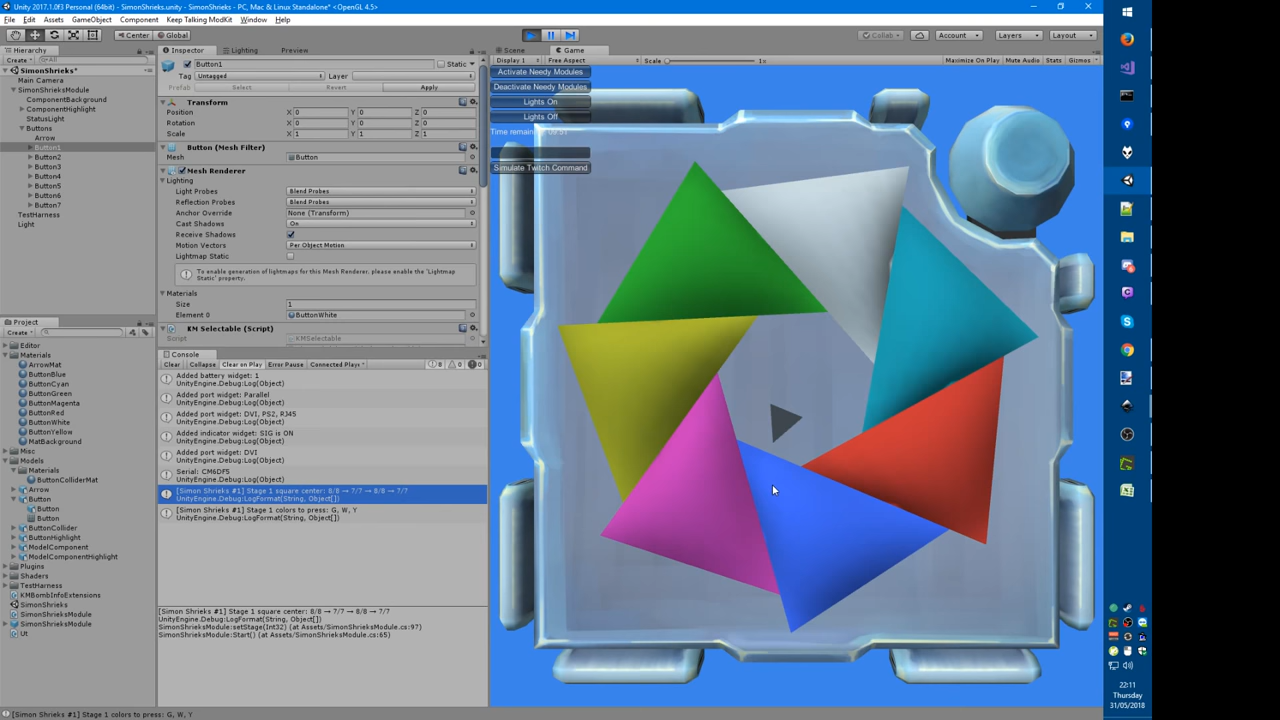 Unity 2017.1.0f3 Personal (64bit) - SimonShrieks.unity - SimonShrieks - PC, Mac & Linux Standalone* <OpenGL 4.5>
File Edit Assets GameObject Component Keep Talking ModKit Window Help
Center Global
Collab Account Layers Layout
Hierarchy
Create All
SimonShrieks*
Main Camera
SimonShrieksModule
ComponentBackground
ComponentHighlight
StatusLight
Buttons
Arrow
Button1
Button2
Button3
Button4
Button5
Button6
Button7
TestHarness
Light
Inspector Lighting Preview
Button1 Static
Tag Untagged Layer
Prefab Select Revert Apply
Transform
Position X 0 Y 0 Z 0
Rotation X 0 Y 0 Z 0
Scale X 1 Y 1 Z 1
Button (Mesh Filter)
Mesh Button
Mesh Renderer
Lighting
Light Probes Blend Probes
Reflection Probes Blend Probes
Anchor Override None (Transform)
Cast Shadows On
Receive Shadows
Motion Vectors Per Object Motion
Lightmap Static
To enable generation of lightmaps for this Mesh Renderer, please enable the 'Lightmap
Static' property.
Materials
Size 1
Element 0 ButtonWhite
KM Selectable (Script)
Script KMSelectable
Project
Create
Editor
Materials
ArrowMat
ButtonBlue
ButtonCyan
ButtonGreen
ButtonMagenta
ButtonRed
ButtonWhite
ButtonYellow
MatBackground
Misc
Models
Materials
ButtonColliderMat
Arrow
Button
Button
Button
ButtonCollider
ButtonHighlight
ModelComponent
ModelComponentHighlight
Plugins
Shaders
TestHarness
KMBombInfoExtensions
SimonShrieks
SimonShrieksModule
SimonShrieksModule
Ut
Console
Clear Collapse Clear on Play Error Pause Connected Player 8 0 0
Added battery widget: 1
UnityEngine.Debug:Log(Object)
Added port widget: Parallel
UnityEngine.Debug:Log(Object)
Added port widget: DVI, PS2, RJ45
UnityEngine.Debug:Log(Object)
Added indicator widget: SIG is ON
UnityEngine.Debug:Log(Object)
Added port widget: DVI
UnityEngine.Debug:Log(Object)
Serial: CM6DF5
UnityEngine.Debug:Log(Object)
[Simon Shrieks #1] Stage 1 square center: 8/8 → 7/7 → 8/8 → 7/7
UnityEngine.Debug:LogFormat(String, Object[])
[Simon Shrieks #1] Stage 1 colors to press: G, W, Y
UnityEngine.Debug:LogFormat(String, Object[])
[Simon Shrieks #1] Stage 1 square center: 8/8 → 7/7 → 8/8 → 7/7
UnityEngine.Debug:LogFormat(String, Object[])
SimonShrieksModule:setStage(Int32) (at Assets/SimonShrieksModule.cs:97)
SimonShrieksModule:Start() (at Assets/SimonShrieksModule.cs:65)
[Simon Shrieks #1] Stage 1 colors to press: G, W, Y
Scene Game
Display 1 Free Aspect Scale 1x Maximize On Play Mute Audio Stats Gizmos
Activate Needy Modules
Deactivate Needy Modules
Lights On
Lights Off
Time remaining: 09:51
Simulate Twitch Command
22:11
Thursday
31/05/2018